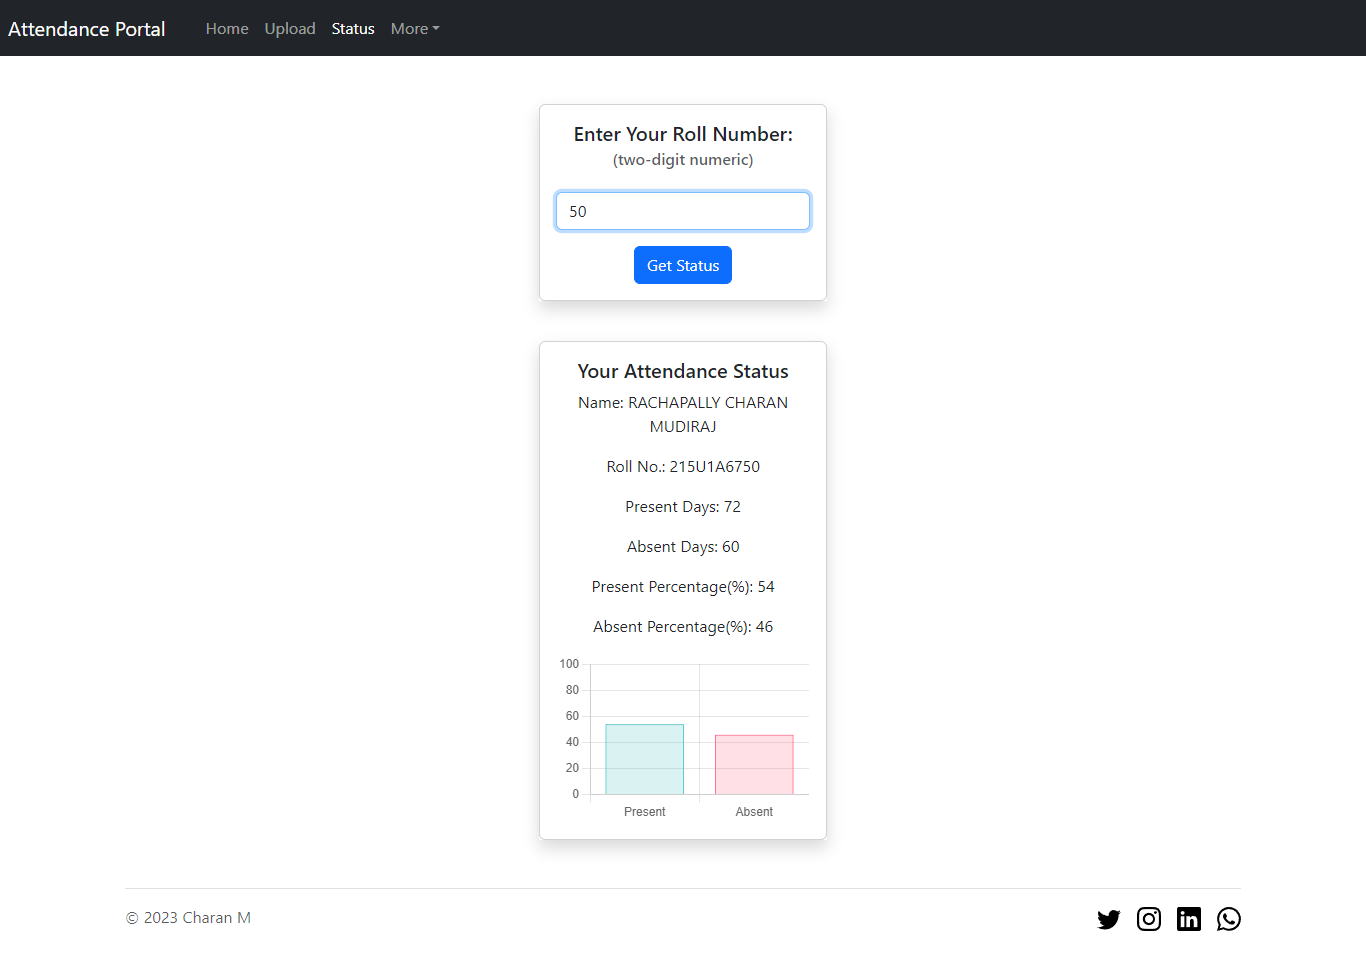 Attendance Portal Home Upload Status More
Enter Your Roll Number:
(two-digit numeric)
50
Get Status
Your Attendance Status
Name: RACHAPALLY CHARAN
MUDIRAJ
Roll No.: 215U1A6750
Present Days: 72
Absent Days: 60
Present Percentage(%): 54
Absent Percentage(%): 46
100
80
60
40
20
0
Present Absent
© 2023 Charan M